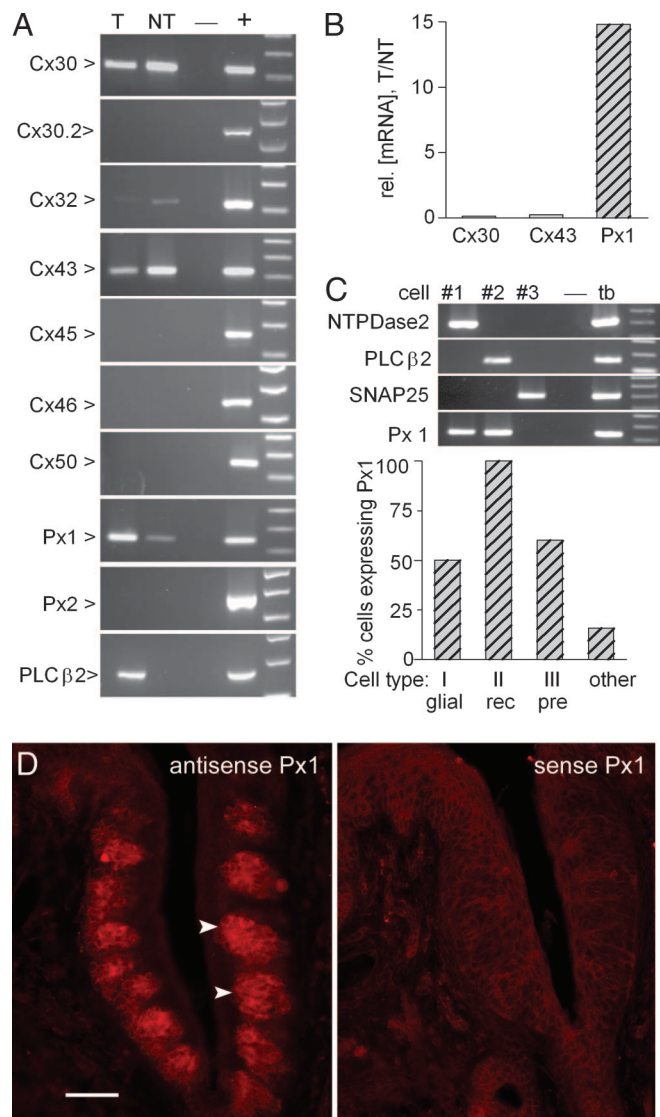 A
T NT — +
Cx30 >
Cx30.2>
Cx32 >
Cx43 >
Cx45 >
Cx46 >
Cx50 >
Px1 >
Px2 >
PLCβ2>
B
rel. [mRNA], T/NT
15
10
5
0
Cx30 Cx43 Px1
C
cell #1 #2 #3 — tb
NTPDase2
PLCβ2
SNAP25
Px 1
% cells expressing Px1
100
75
50
25
0
Cell type: I II III other
glial rec pre
D
antisense Px1
sense Px1